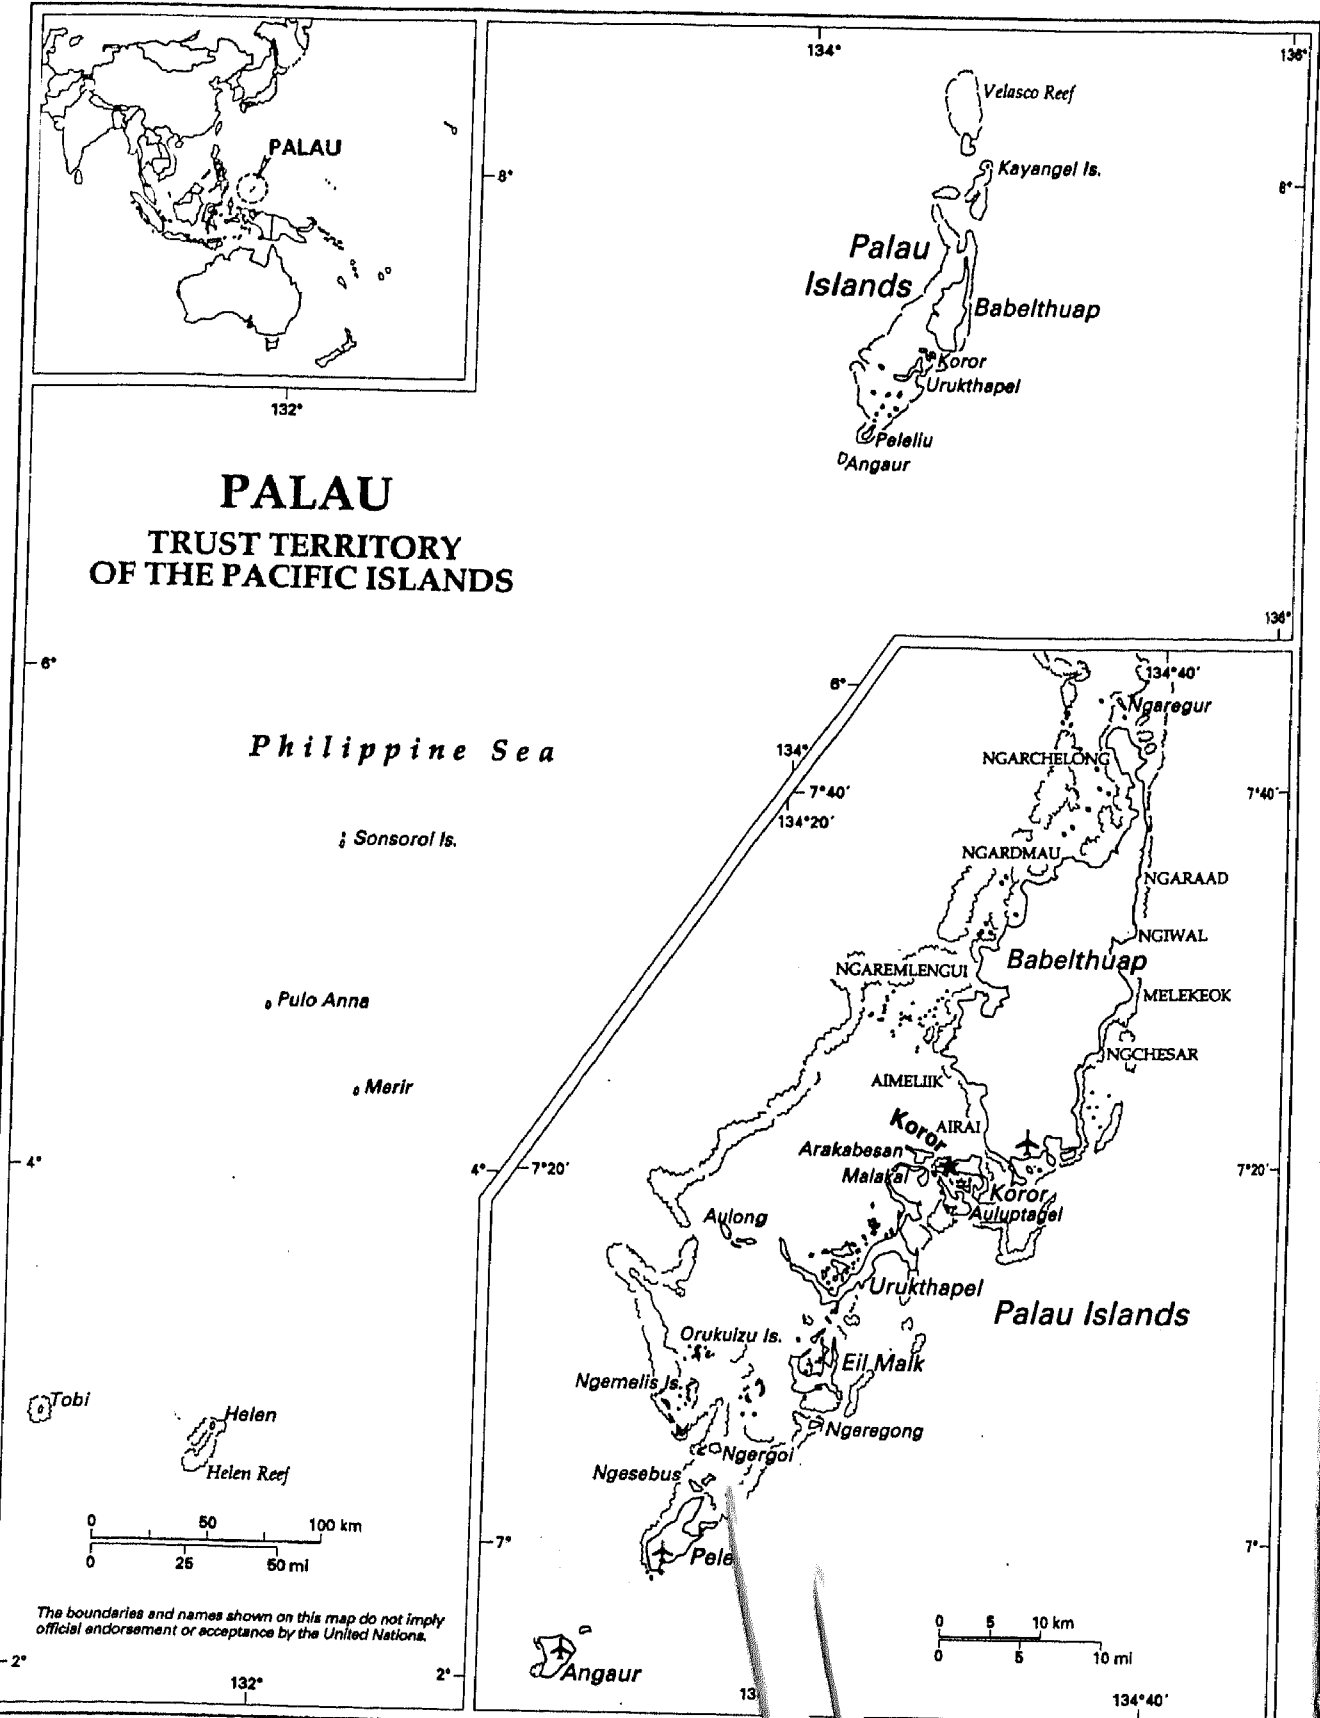 PALAU
134°
136°
Velasco Reef
8°
Kayangel Is.
8°
Palau
Islands
Babelthuap
Koror
Urukthapel
Peleliu
Angaur
132°
PALAU
TRUST TERRITORY
OF THE PACIFIC ISLANDS
136°
6°
6°
134°
7°40′
134°20′
134°40′
Ngaregur
NGARCHELONG
7°40′
Philippine Sea
Sonsorol Is.
NGARDMAU
NGARAAD
NGIWAL
Babelthuap
NGAREMLENGUI
MELEKEOK
Pulo Anna
NGCHESAR
Merir
AIMELIIK
Koror
AIRAI
Arakabesan
Malakal
4°
4°
7°20′
7°20′
Koror
Auluptagel
Aulong
Urukthapel
Palau Islands
Orukuizu Is.
Eil Malk
Ngemelis Is.
Tobi
Helen
Ngeregong
Helen Reef
Ngergoi
Ngesebus
0 50 100 km
0 25 50 mi
7°
Pele
7°
The boundaries and names shown on this map do not imply
official endorsement or acceptance by the United Nations.
0 5 10 km
0 5 10 mi
2°
132°
2°
Angaur
13
134°40′